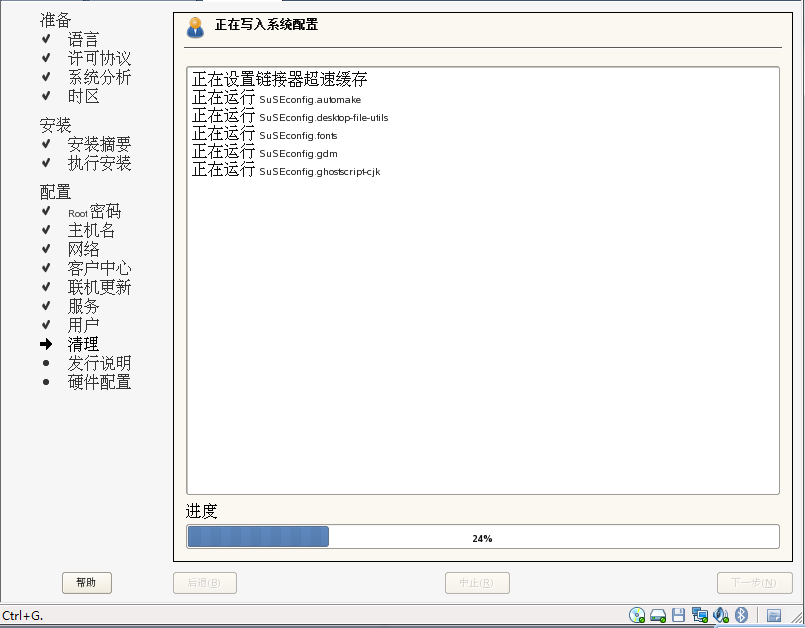 准备
语言
许可协议
系统分析
时区
安装
安装摘要
执行安装
配置
Root 密码
主机名
网络
客户中心
联机更新
服务
用户
清理
发行说明
硬件配置
正在写入系统配置
正在设置链接器超速缓存
正在运行 SuSEconfig.automake
正在运行 SuSEconfig.desktop-file-utils
正在运行 SuSEconfig.fonts
正在运行 SuSEconfig.gdm
正在运行 SuSEconfig.ghostscript-cjk
进度
24%
帮助
后退(B)
中止(R)
下一步(N)
Ctrl+G.